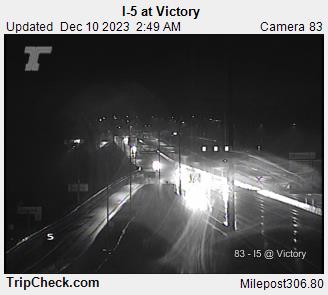 I-5 at Victory
Updated Dec 10 2023 2:49 AM Camera 83
T
S
83 - I5 @ Victory
TripCheck.com Milepost306.80